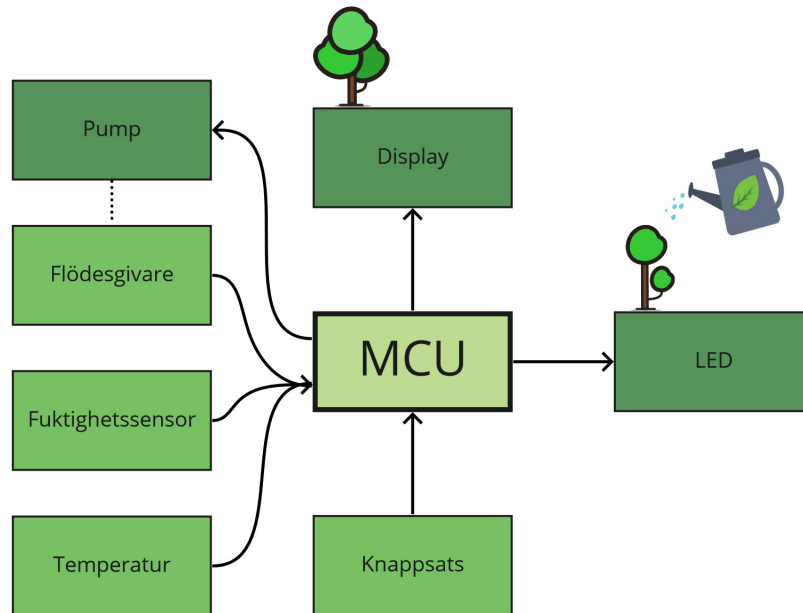 Pump
Display
Flödesgivare
MCU
LED
Fuktighetssensor
Temperatur
Knappsats